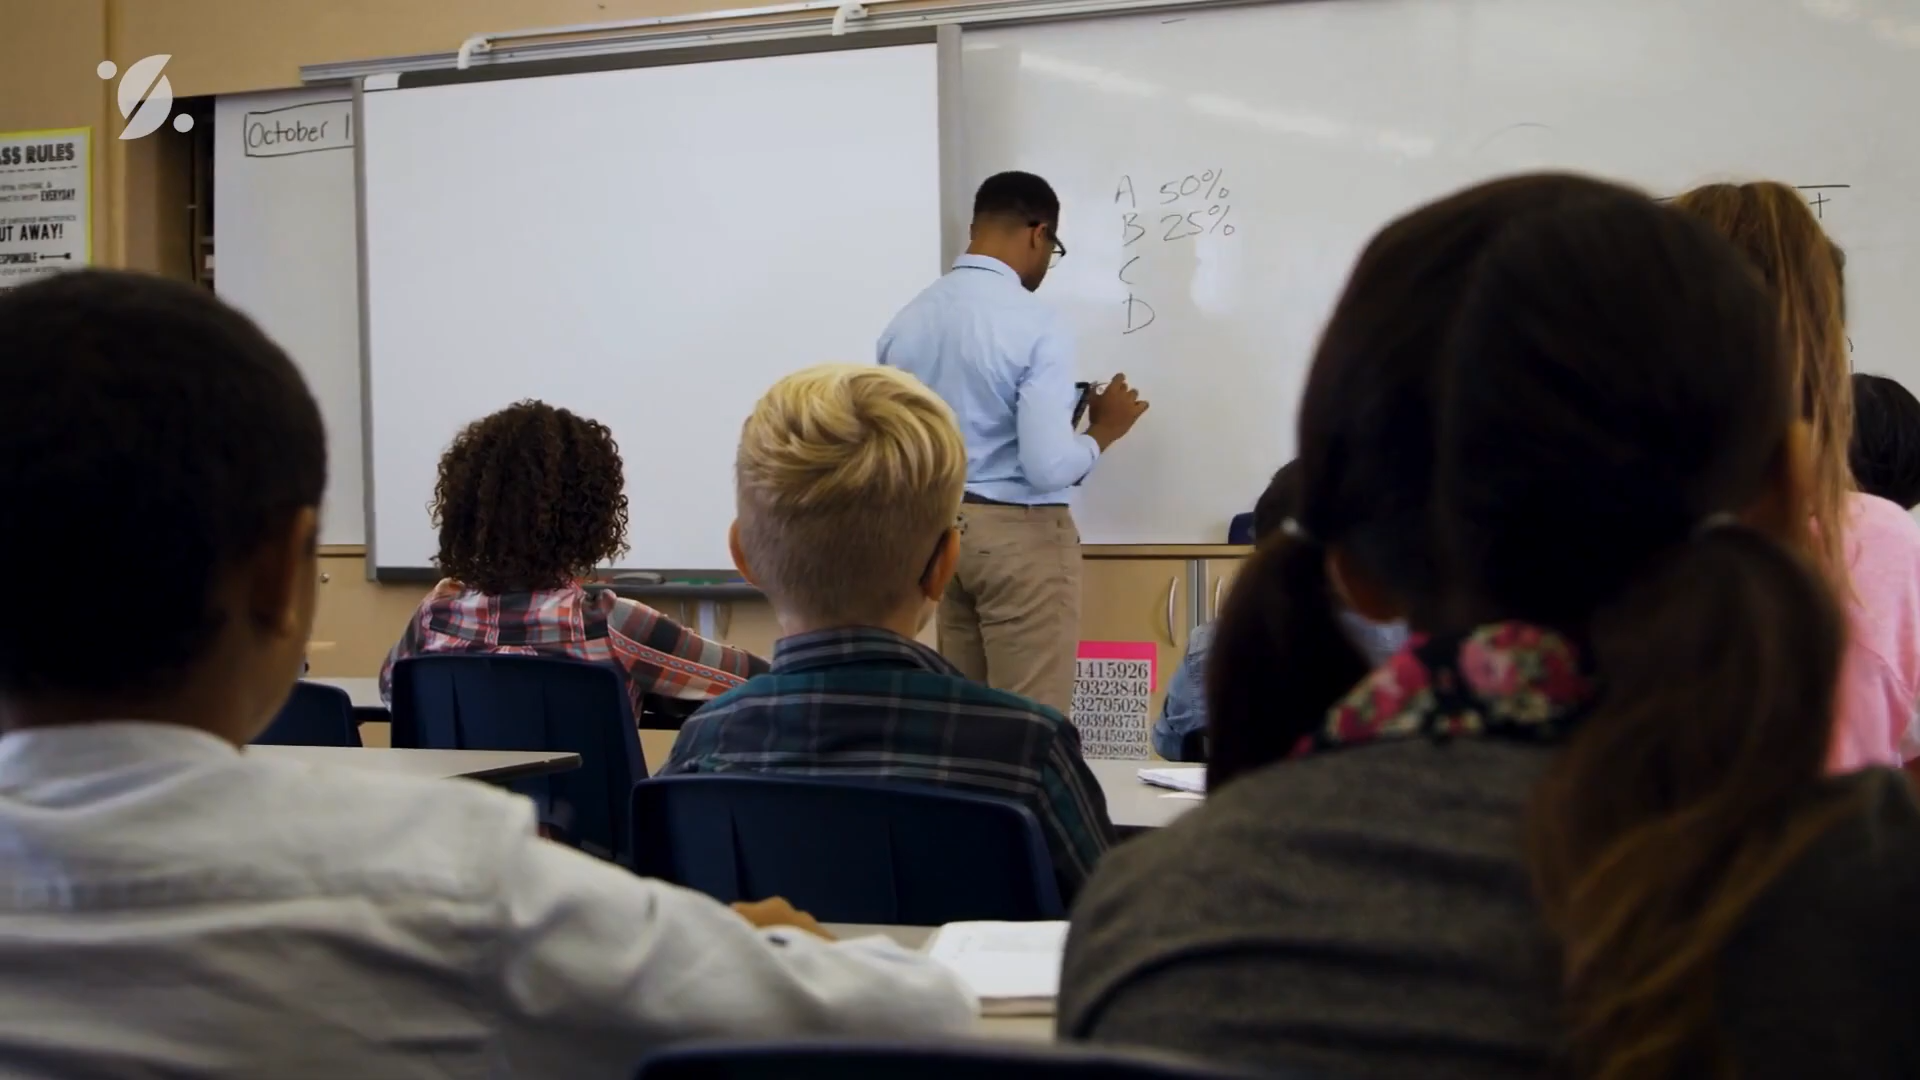 October 1
ASS RULES
EVERYDAY
UT AWAY!
A 50%
B 25%
C
D
1415926
79323846
832795028
693993751
494459230
862089986